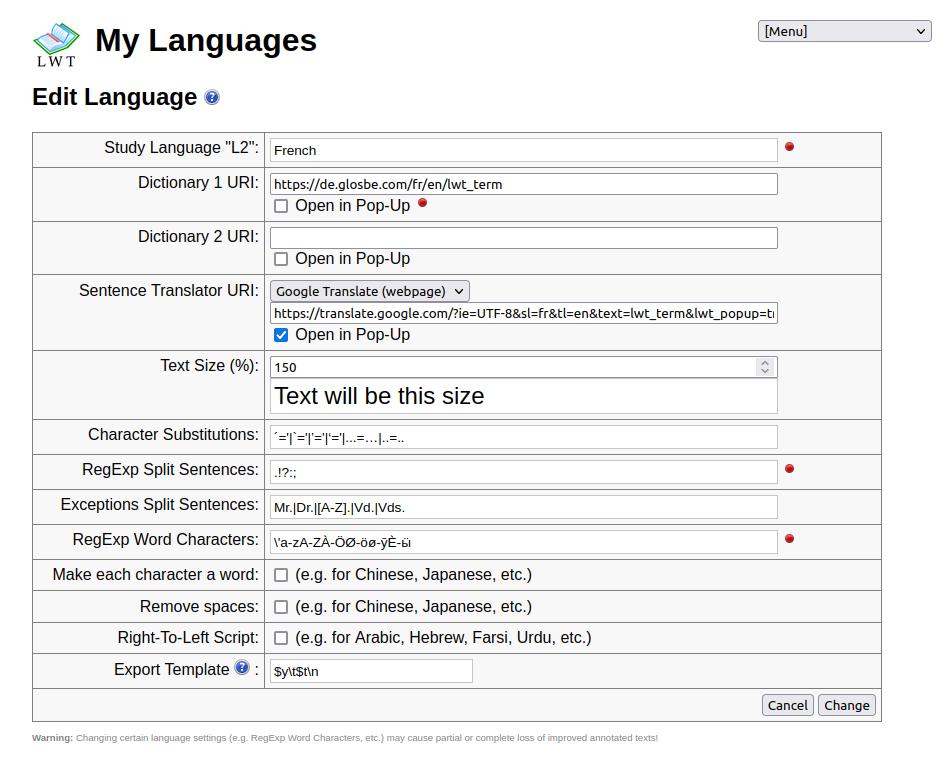 LWT
My Languages
[Menu]
Edit Language
Study Language "L2": French
Dictionary 1 URI: https://de.glosbe.com/fr/en/lwt_term
Open in Pop-Up
Dictionary 2 URI:
Open in Pop-Up
Sentence Translator URI: Google Translate (webpage)
https://translate.google.com/?ie=UTF-8&sl=fr&tl=en&text=lwt_term&lwt_popup=t
Open in Pop-Up
Text Size (%): 150
Text will be this size
Character Substitutions: ´='|`='|’='|‘='|...=…|..=‥
RegExp Split Sentences: .!?:;
Exceptions Split Sentences: Mr.|Dr.|[A-Z].|Vd.|Vds.
RegExp Word Characters: \'a-zA-ZÀ-ÖØ-öø-ȳЀ-ӹ
Make each character a word: (e.g. for Chinese, Japanese, etc.)
Remove spaces: (e.g. for Chinese, Japanese, etc.)
Right-To-Left Script: (e.g. for Arabic, Hebrew, Farsi, Urdu, etc.)
Export Template : $y\t$t\n
Cancel Change
Warning: Changing certain language settings (e.g. RegExp Word Characters, etc.) may cause partial or complete loss of improved annotated texts!